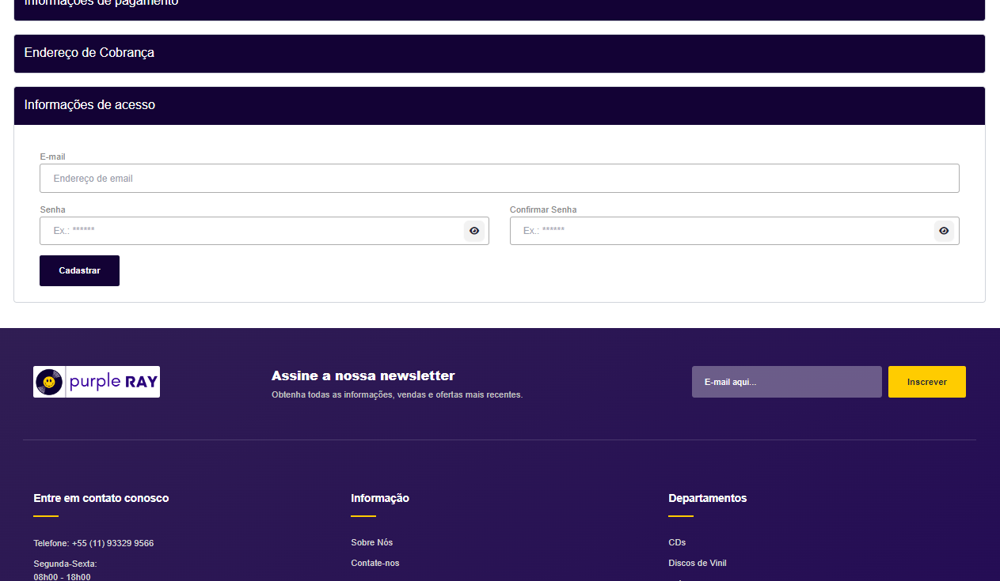 Informações de pagamento
Endereço de Cobrança
Informações de acesso
E-mail
Endereço de email
Senha
Confirmar Senha
Ex.: ******
Ex.: ******
Cadastrar
purple RAY
Assine a nossa newsletter
Obtenha todas as informações, vendas e ofertas mais recentes.
E-mail aqui...
Inscrever
Entre em contato conosco
Informação
Departamentos
Telefone: +55 (11) 93329 9566
Sobre Nós
CDs
Segunda-Sexta:
Contate-nos
Discos de Vinil
08h00 - 18h00